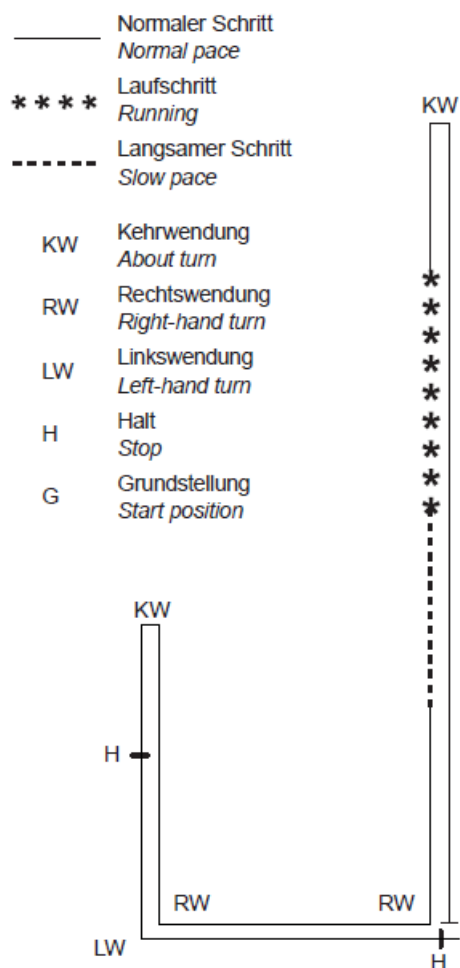 Normaler Schritt
Normal pace
Laufschritt
Running
Langsamer Schritt
Slow pace
KW Kehrwendung
About turn
RW Rechtswendung
Right-hand turn
LW Linkswendung
Left-hand turn
H Halt
Stop
G Grundstellung
Start position
KW
KW
H
RW RW
LW
H